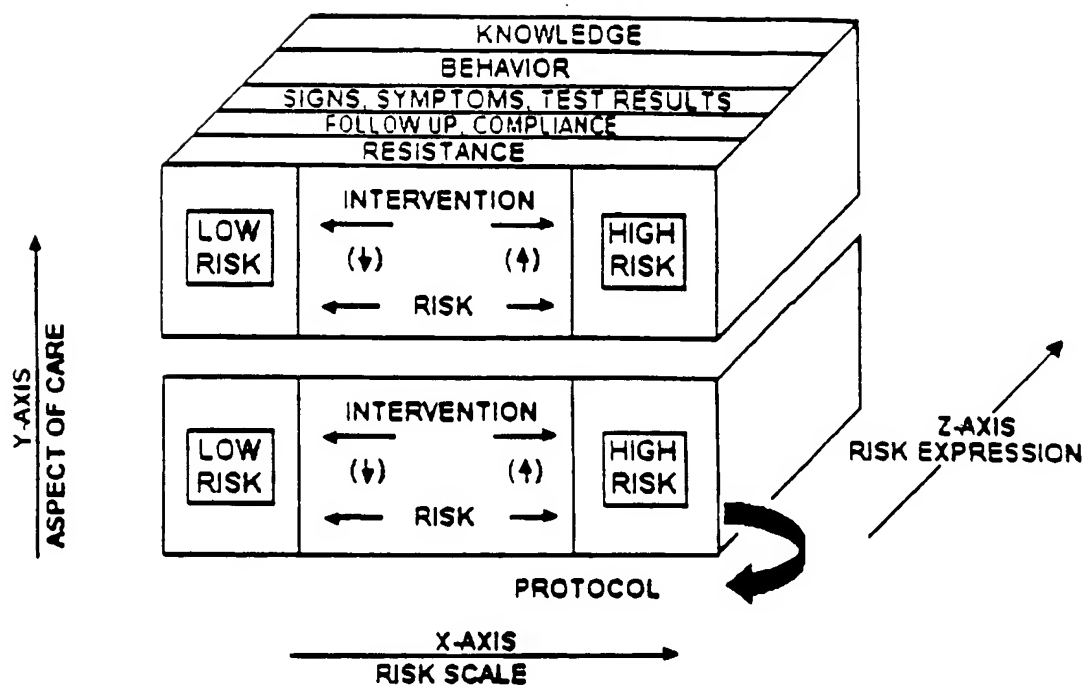 KNOWLEDGE
BEHAVIOR
SIGNS, SYMPTOMS, TEST RESULTS
FOLLOW UP, COMPLIANCE
RESISTANCE
INTERVENTION
LOW
RISK
(↓)
(↑)
HIGH
RISK
RISK
INTERVENTION
LOW
RISK
(↓)
(↑)
HIGH
RISK
RISK
Y-AXIS
ASPECT OF CARE
Z-AXIS
RISK EXPRESSION
PROTOCOL
X-AXIS
RISK SCALE